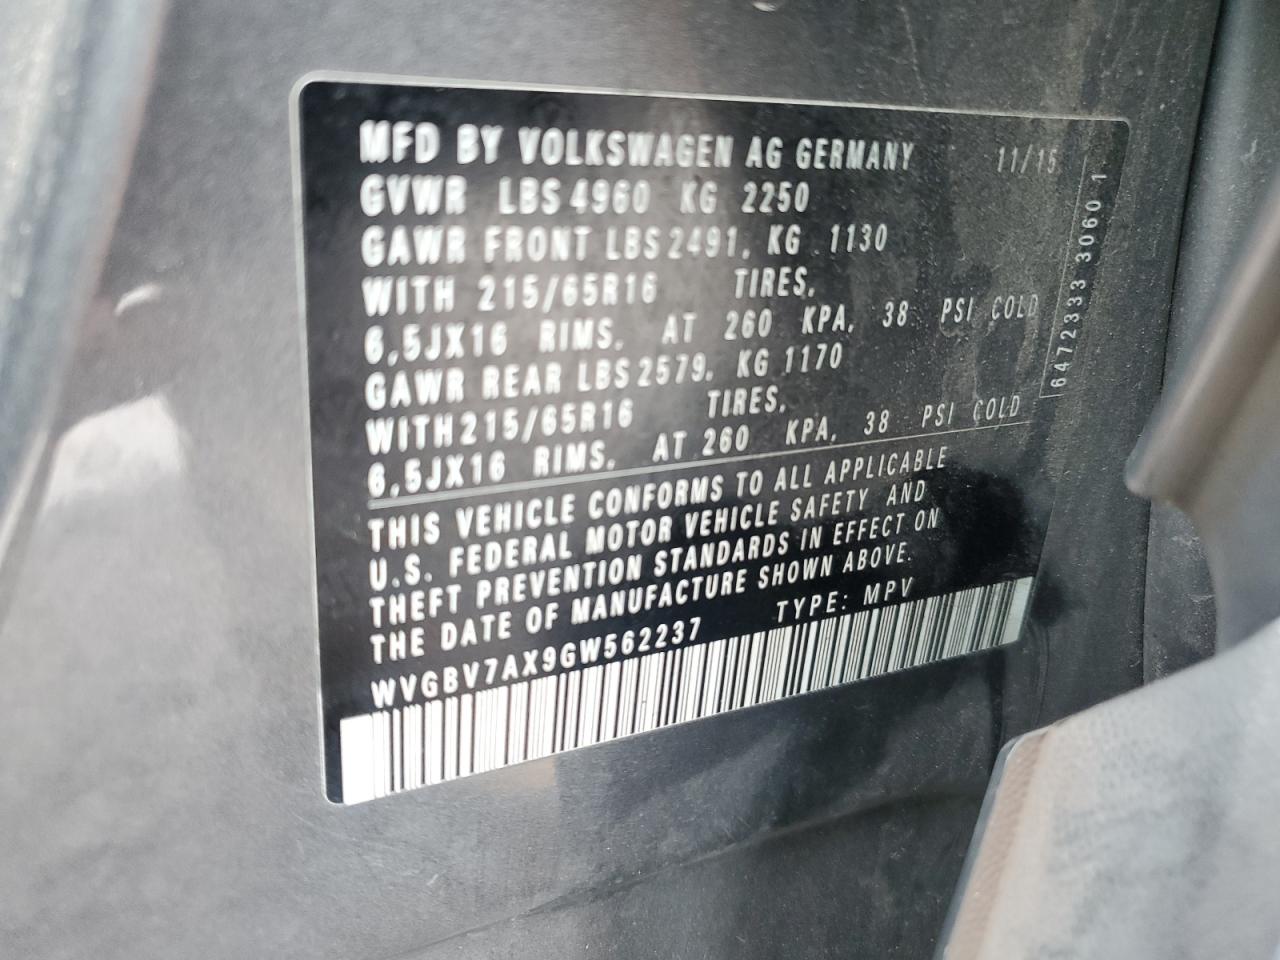 MFD BY VOLKSWAGEN AG GERMANY 11/15
GVWR LBS 4960 KG 2250
GAWR FRONT LBS 2491, KG 1130
WITH 215/65R16 TIRES,
6,5JX16 RIMS, AT 260 KPA, 38 PSI COLD
GAWR REAR LBS 2579, KG 1170
WITH 215/65R16 TIRES,
6,5JX16 RIMS, AT 260 KPA, 38 PSI COLD
THIS VEHICLE CONFORMS TO ALL APPLICABLE
U.S. FEDERAL MOTOR VEHICLE SAFETY AND
THEFT PREVENTION STANDARDS IN EFFECT ON
THE DATE OF MANUFACTURE SHOWN ABOVE.
WVGBV7AX9GW562237 TYPE: MPV
6472333 3060 1